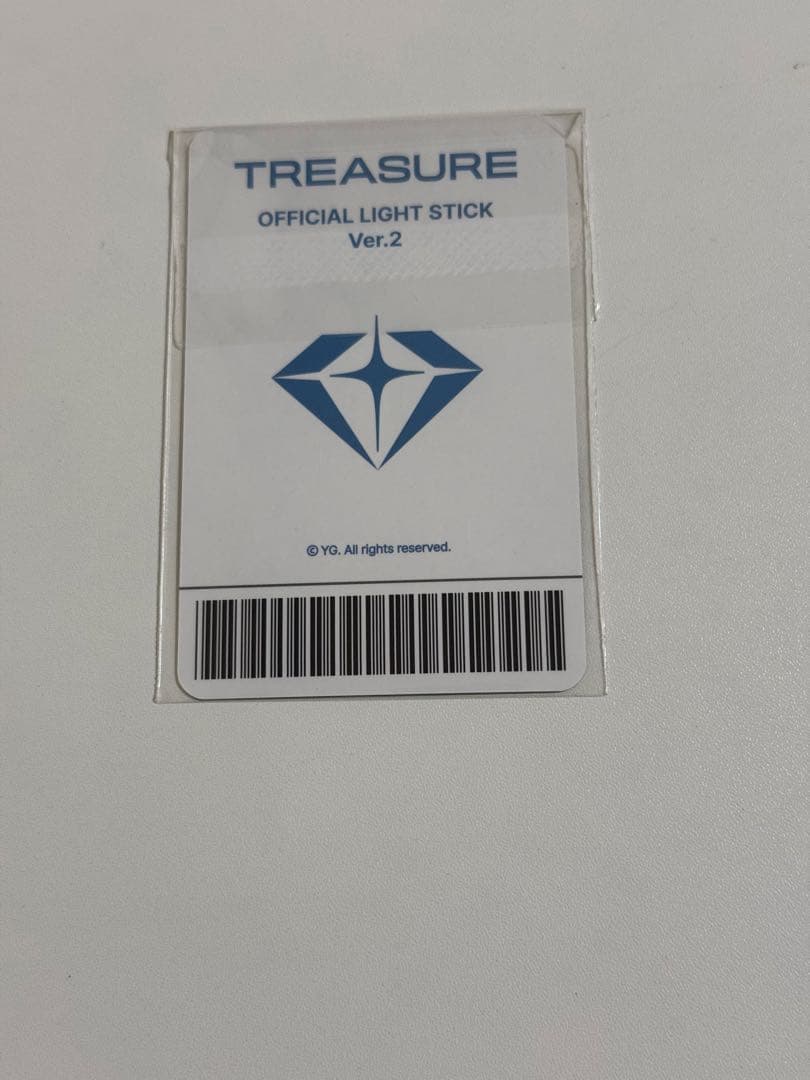 TREASURE
OFFICIAL LIGHT STICK
Ver.2
© YG. All rights reserved.